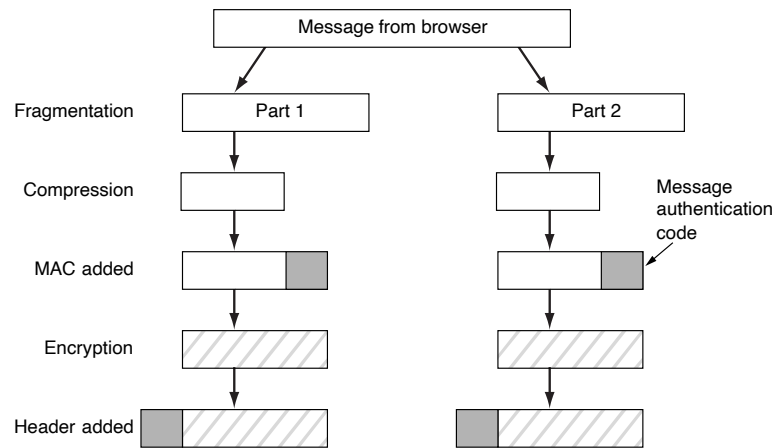 Message from browser
Fragmentation
Part 1
Part 2
Compression
Message
authentication
code
MAC added
Encryption
Header added